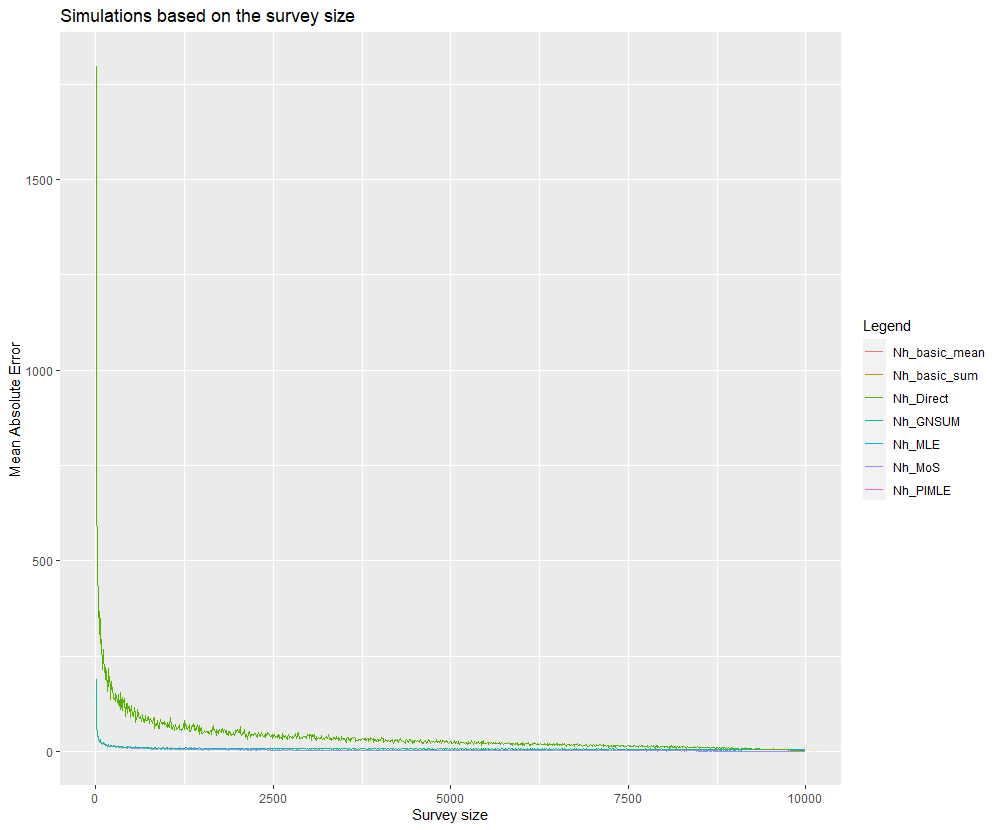 Simulations based on the survey size
Mean Absolute Error
1500
1000
500
0
0
2500
5000
7500
10000
Survey size
Legend
Nh_basic_mean
Nh_basic_sum
Nh_Direct
Nh_GNSUM
Nh_MLE
Nh_MoS
Nh_PIMLE